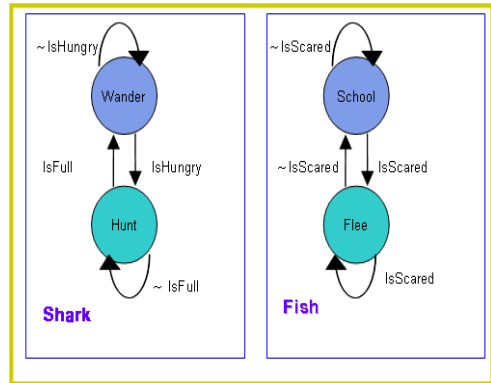 ~ IsHungry
Wander
IsFull
IsHungry
Hunt
~ IsFull
Shark
~ IsScared
School
~ IsScared
IsScared
Flee
IsScared
Fish